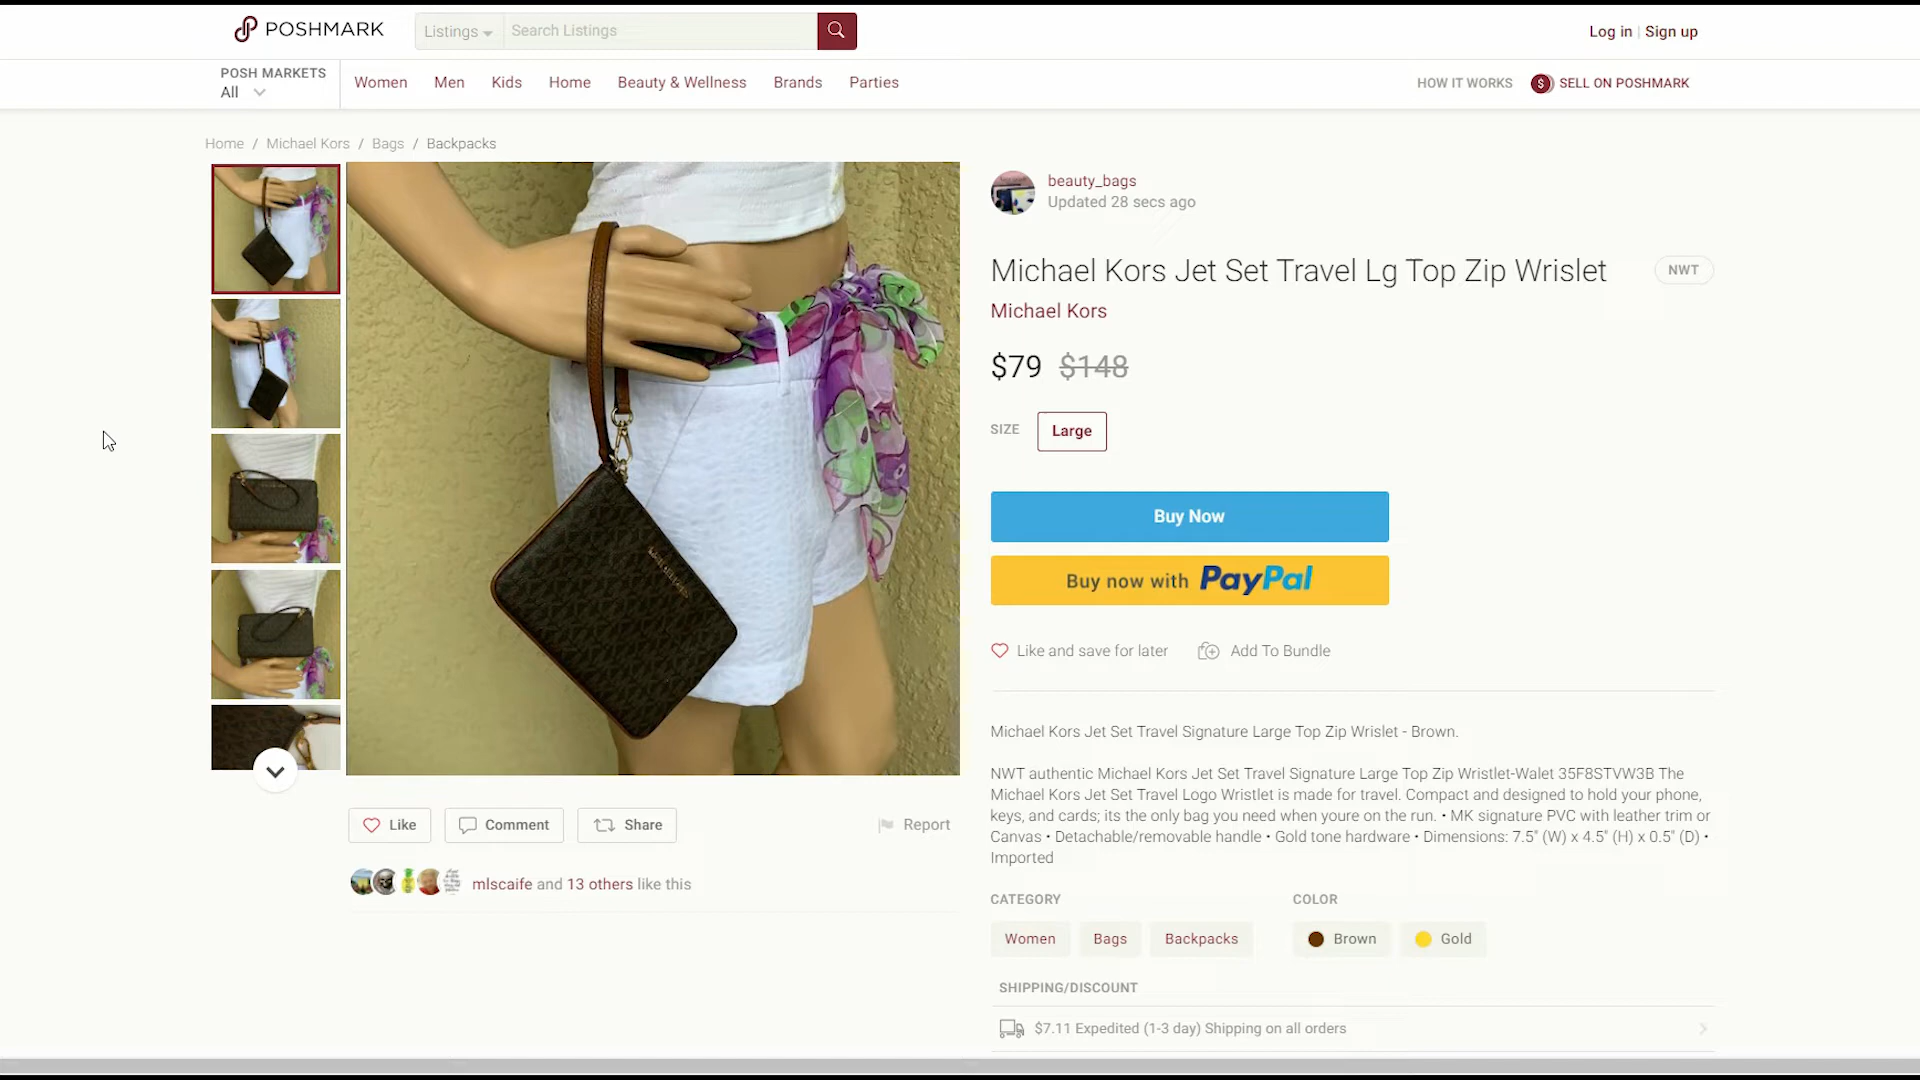 POSHMARK
Listings
Search Listings
Log in | Sign up
POSH MARKETS
All
Women
Men
Kids
Home
Beauty & Wellness
Brands
Parties
HOW IT WORKS
$ SELL ON POSHMARK
Home / Michael Kors / Bags / Backpacks
beauty_bags
Updated 28 secs ago
Michael Kors Jet Set Travel Lg Top Zip Wrislet
NWT
Michael Kors
$79 $148
SIZE
Large
Buy Now
Buy now with PayPal
Like and save for later
Add To Bundle
Michael Kors Jet Set Travel Signature Large Top Zip Wrislet - Brown.
NWT authentic Michael Kors Jet Set Travel Signature Large Top Zip Wristlet-Walet 35F8STVW3B The
Michael Kors Jet Set Travel Logo Wristlet is made for travel. Compact and designed to hold your phone,
keys, and cards; its the only bag you need when youre on the run. • MK signature PVC with leather trim or
Canvas • Detachable/removable handle • Gold tone hardware • Dimensions: 7.5" (W) x 4.5" (H) x 0.5" (D) •
Imported
Like
Comment
Share
Report
mlscaife and 13 others like this
CATEGORY
Women
Bags
Backpacks
COLOR
Brown
Gold
SHIPPING/DISCOUNT
$7.11 Expedited (1-3 day) Shipping on all orders